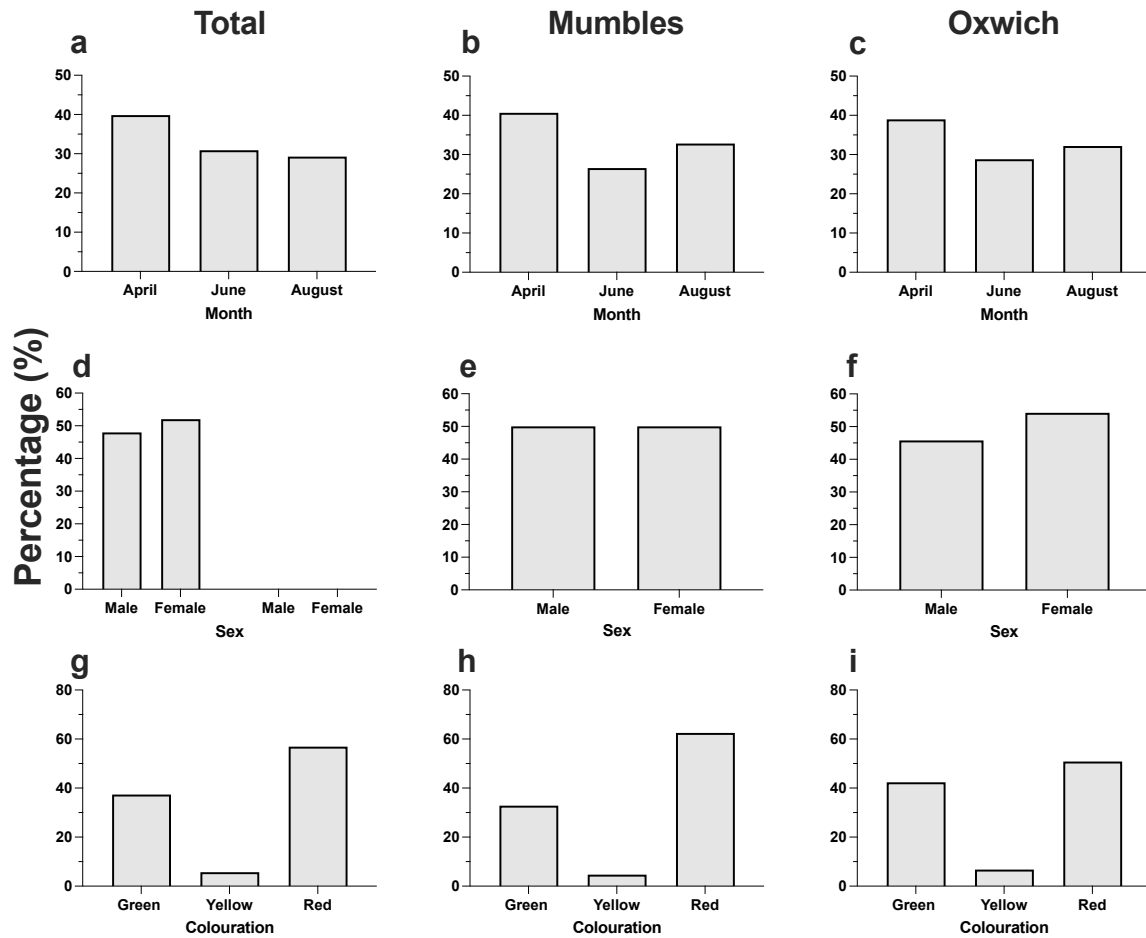 Total
Mumbles
Oxwich
Percentage (%)
a
50
40
30
20
10
0
April June August
Month
b
50
40
30
20
10
0
April June August
Month
c
50
40
30
20
10
0
April June August
Month
d
60
50
40
30
20
10
0
Male Female Male Female
Sex
e
60
50
40
30
20
10
0
Male Female
Sex
f
60
50
40
30
20
10
0
Male Female
Sex
g
80
60
40
20
0
Green Yellow Red
Colouration
h
80
60
40
20
0
Green Yellow Red
Colouration
i
80
60
40
20
0
Green Yellow Red
Colouration